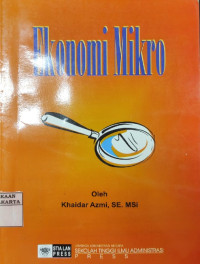 Ekonomi Mikro
Oleh
Khaidar Azmi, SE. MSi
KAAN
KARTA
STIA LAN
PRESS
SEKOLAH TINGGI ILMU ADMINISTRASI
P R E S S